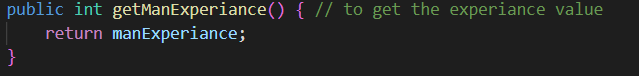 public int getManExperiance() { // to get the experiance value
    return manExperiance;
}